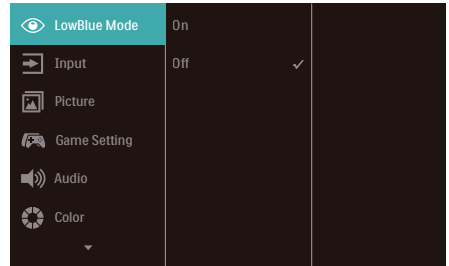 LowBlue Mode
On
Input
Off
Picture
Game Setting
Audio
Color